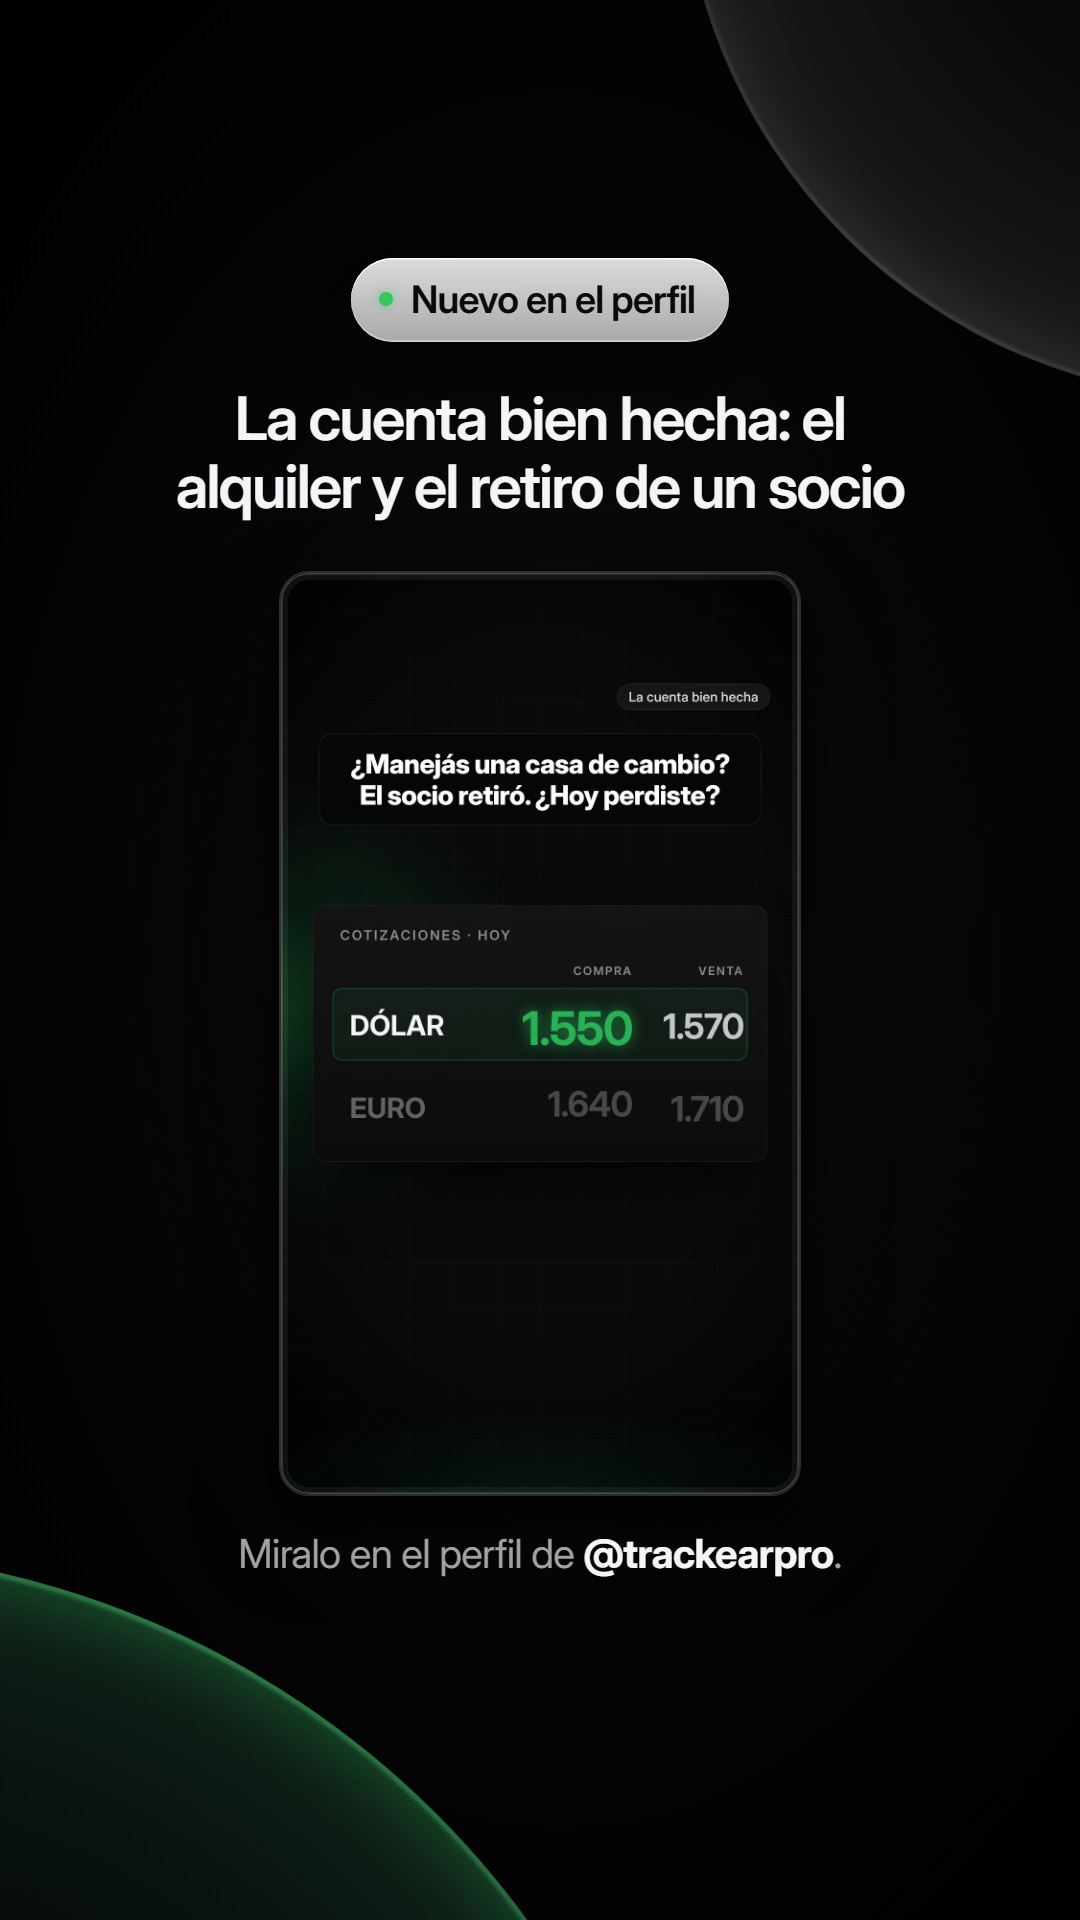 Nuevo en el perfil
La cuenta bien hecha: el
alquiler y el retiro de un socio
La cuenta bien hecha
¿Manejás una casa de cambio?
El socio retiró. ¿Hoy perdiste?
COTIZACIONES · HOY
COMPRA VENTA
DÓLAR 1.550 1.570
EURO 1.640 1.710
Miralo en el perfil de @trackearpro.